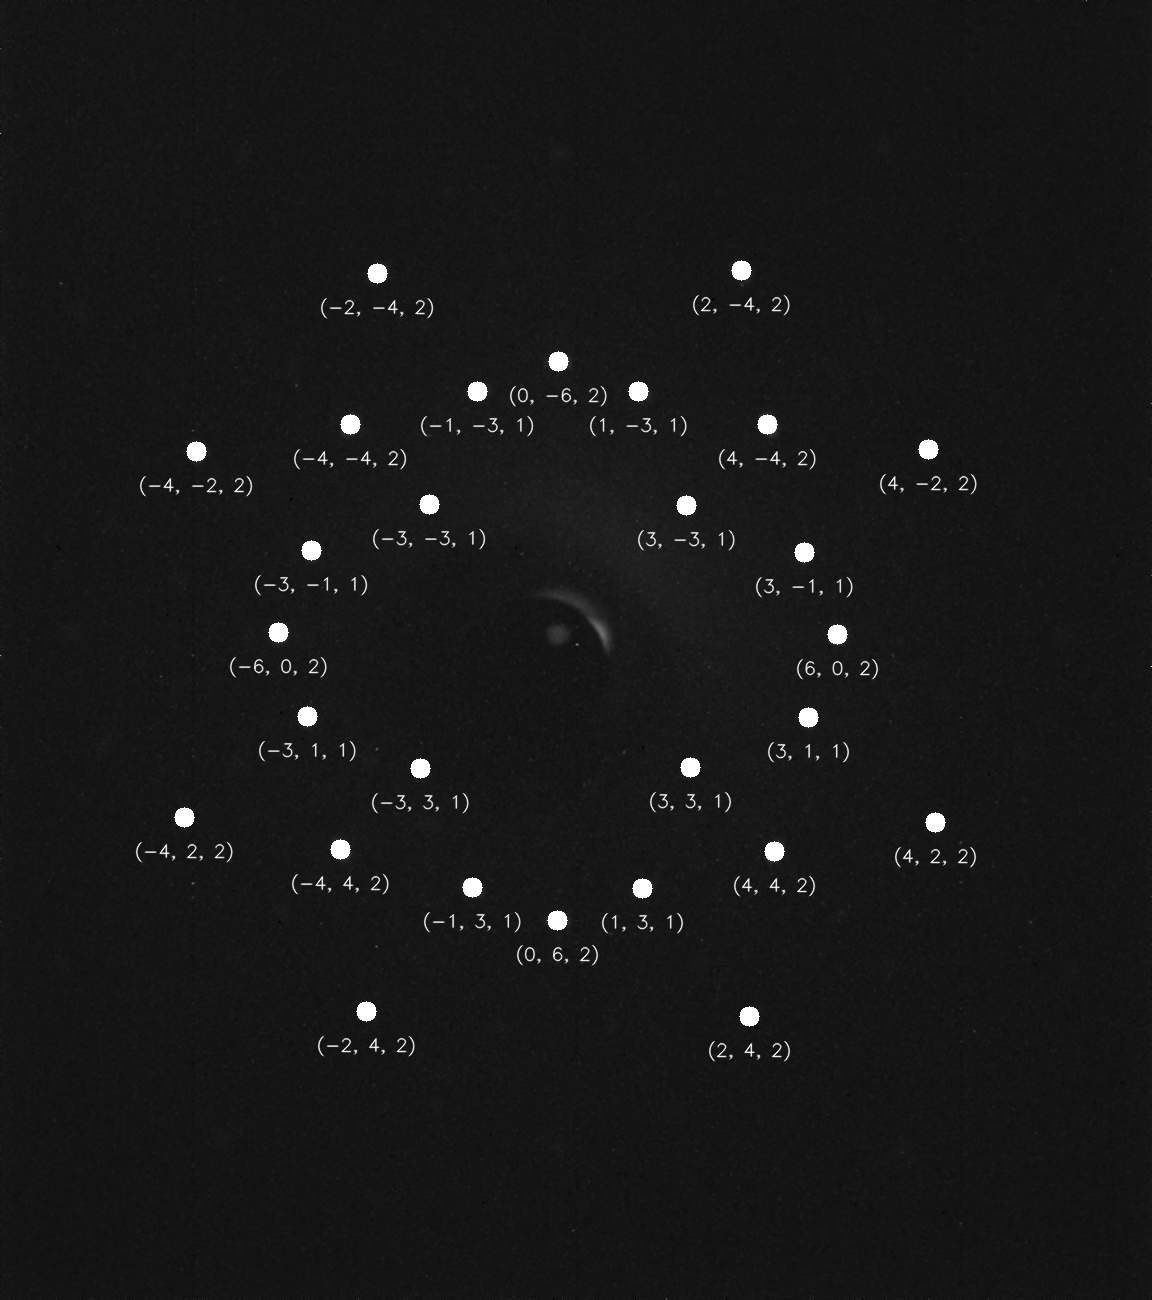 (2, −4, 2)
(−2, −4, 2)
(0, −6, 2)
(−1, −3, 1)
(1, −3, 1)
(−4, −4, 2)
(4, −4, 2)
(4, −2, 2)
(−4, −2, 2)
(−3, −3, 1)
(3, −3, 1)
(−3, −1, 1)
(3, −1, 1)
(−6, 0, 2)
(6, 0, 2)
(−3, 1, 1)
(3, 1, 1)
(−3, 3, 1)
(3, 3, 1)
(−4, 2, 2)
(4, 2, 2)
(−4, 4, 2)
(4, 4, 2)
(−1, 3, 1)
(1, 3, 1)
(0, 6, 2)
(−2, 4, 2)
(2, 4, 2)